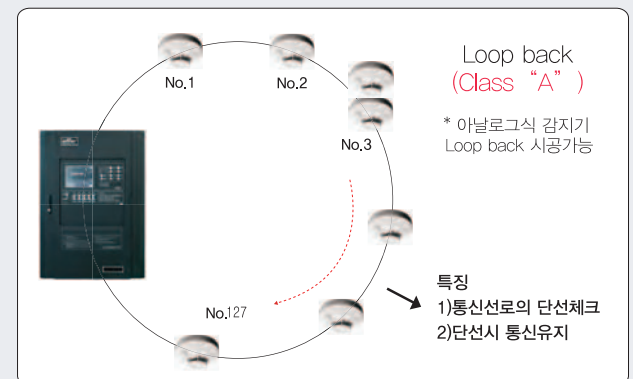 Loop back
(Class “A” )
* 아날로그식 감지기
Loop back 시공가능
No.1
No.2
No.3
No.127
특징
1)통신선로의 단선체크
2)단선시 통신유지